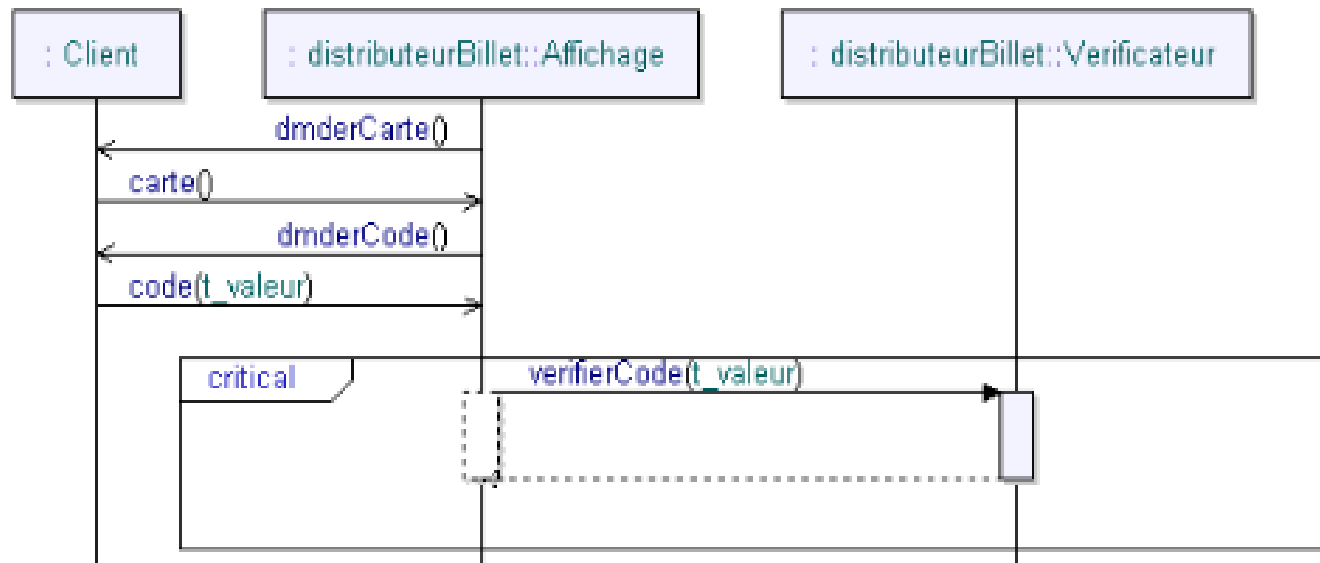 : Client
: distributeurBillet::Affichage
: distributeurBillet::Verificateur
dmderCarte()
carte()
dmderCode()
code(t_valeur)
critical
verifierCode(t_valeur)